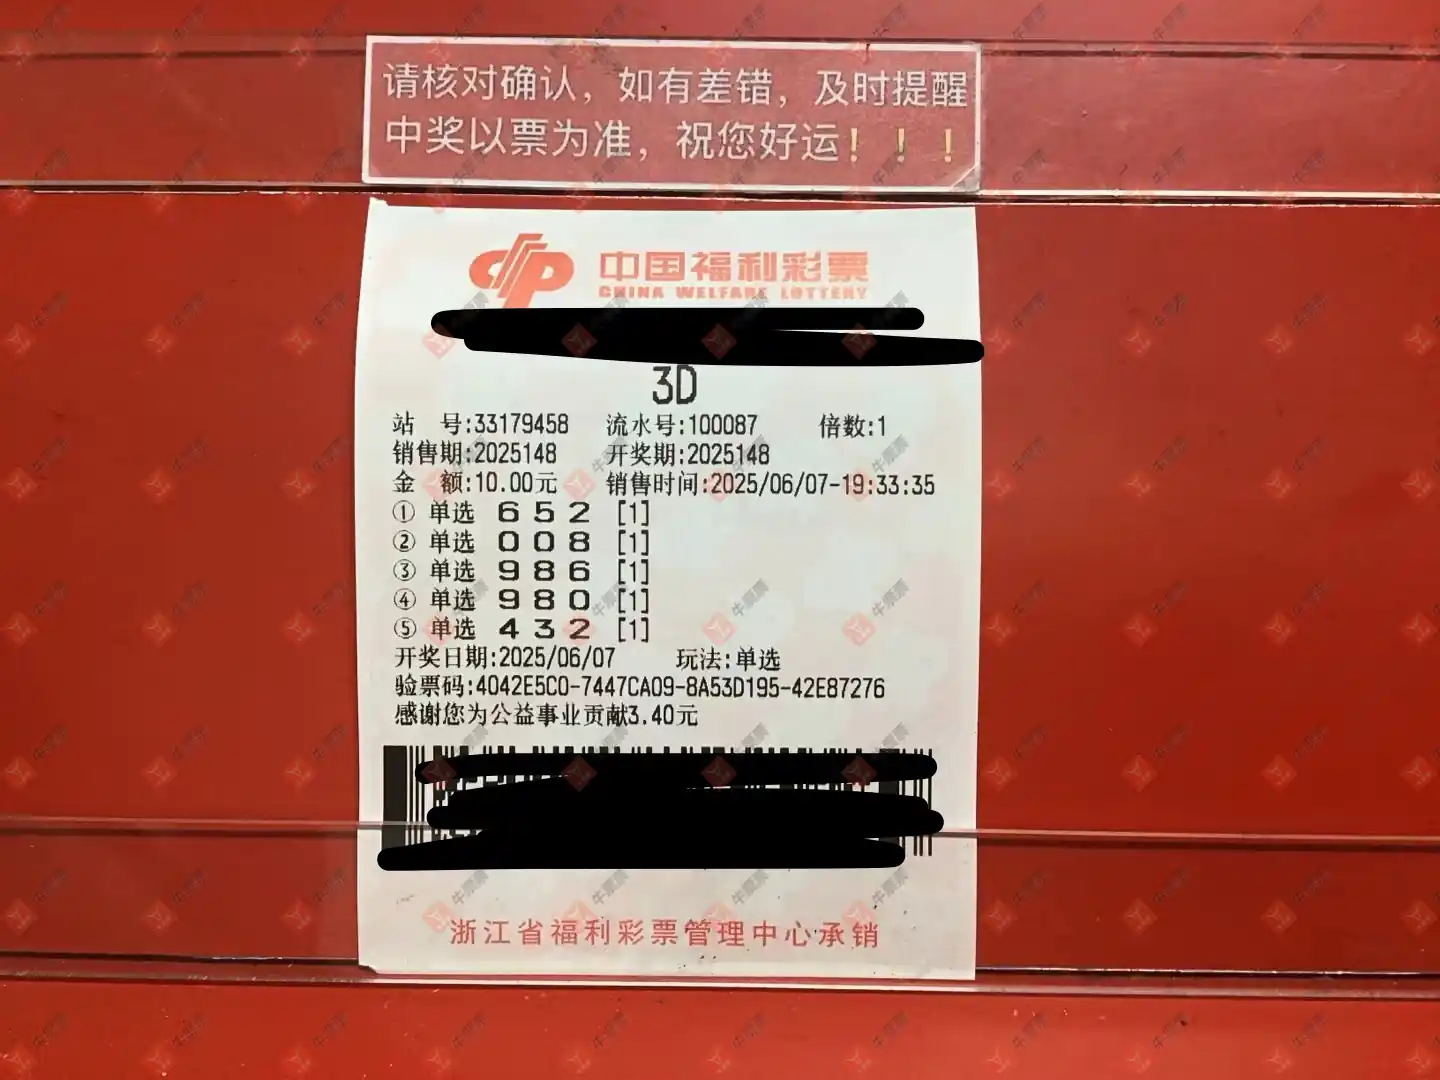 请核对确认，如有差错，及时提醒
中奖以票为准，祝您好运！！！
中国福利彩票
CHINA WELFARE LOTTERY
3D
站 号:33179458 流水号:100087 倍数:1
销售期:2025148 开奖期:2025148
金 额:10.00元 销售时间:2025/06/07-19:33:35
① 单选 6 5 2 [1]
② 单选 0 0 8 [1]
③ 单选 9 8 6 [1]
④ 单选 9 8 0 [1]
⑤ 单选 4 3 2 [1]
开奖日期:2025/06/07 玩法:单选
验票码:4042E5C0-7447CA09-8A53D195-42E87276
感谢您为公益事业贡献3.40元
浙江省福利彩票管理中心承销